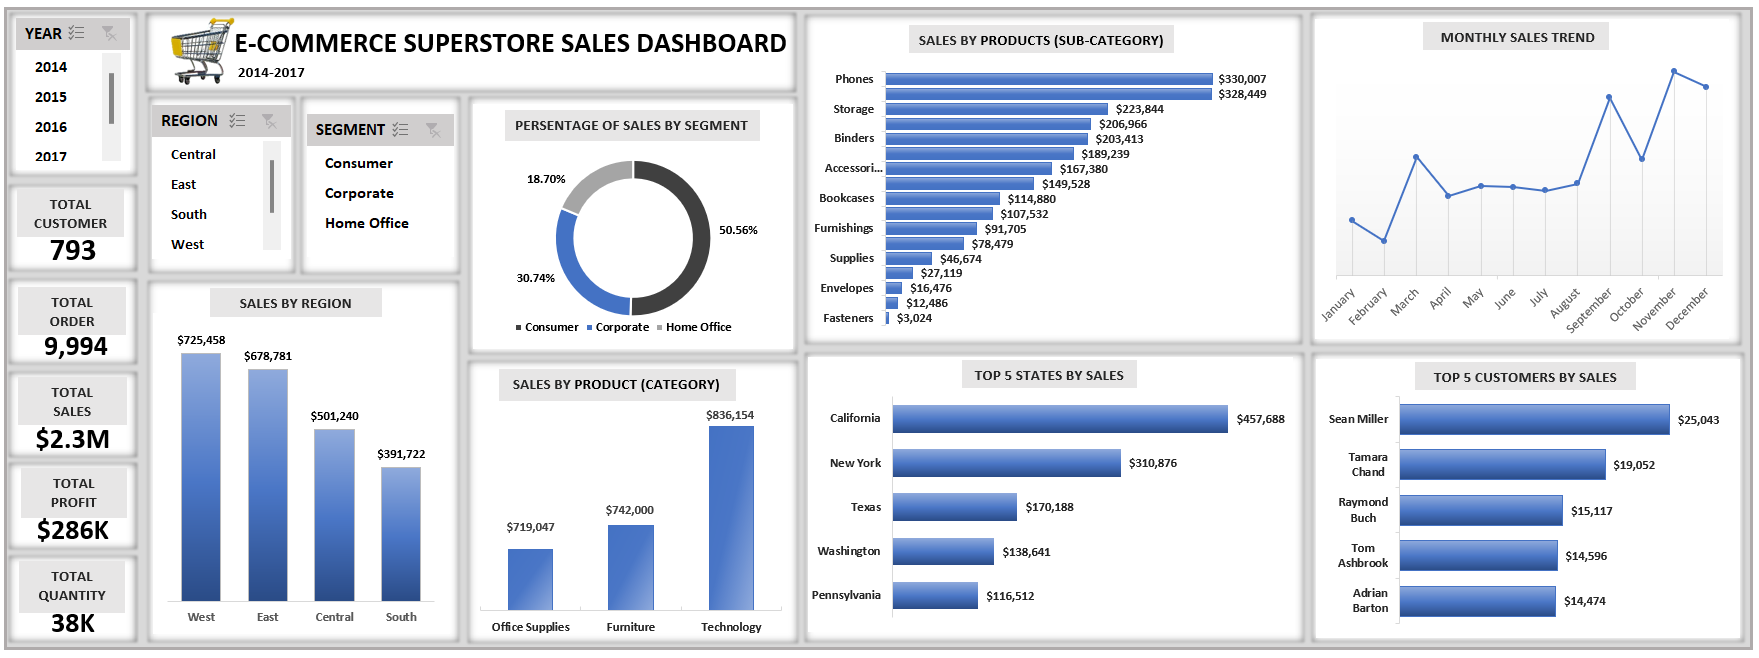 YEAR
2014
2015
2016
2017
E-COMMERCE SUPERSTORE SALES DASHBOARD
2014-2017
TOTAL
CUSTOMER
793
TOTAL
ORDER
9,994
TOTAL
SALES
$2.3M
TOTAL
PROFIT
$286K
TOTAL
QUANTITY
38K
REGION
Central
East
South
West
SEGMENT
Consumer
Corporate
Home Office
SALES BY REGION
$725,458
$678,781
$501,240
$391,722
West East Central South
PERSENTAGE OF SALES BY SEGMENT
18.70%
50.56%
30.74%
Consumer Corporate Home Office
SALES BY PRODUCT (CATEGORY)
$836,154
$742,000
$719,047
Office Supplies Furniture Technology
SALES BY PRODUCTS (SUB-CATEGORY)
Phones $330,007
$328,449
Storage $223,844
$206,966
Binders $203,413
$189,239
Accessori... $167,380
$149,528
Bookcases $114,880
$107,532
Furnishings $91,705
$78,479
Supplies $46,674
$27,119
Envelopes $16,476
$12,486
Fasteners $3,024
TOP 5 STATES BY SALES
California $457,688
New York $310,876
Texas $170,188
Washington $138,641
Pennsylvania $116,512
MONTHLY SALES TREND
January February March April May June July August September October November December
TOP 5 CUSTOMERS BY SALES
Sean Miller $25,043
Tamara
Chand $19,052
Raymond
Buch $15,117
Tom
Ashbrook $14,596
Adrian
Barton $14,474